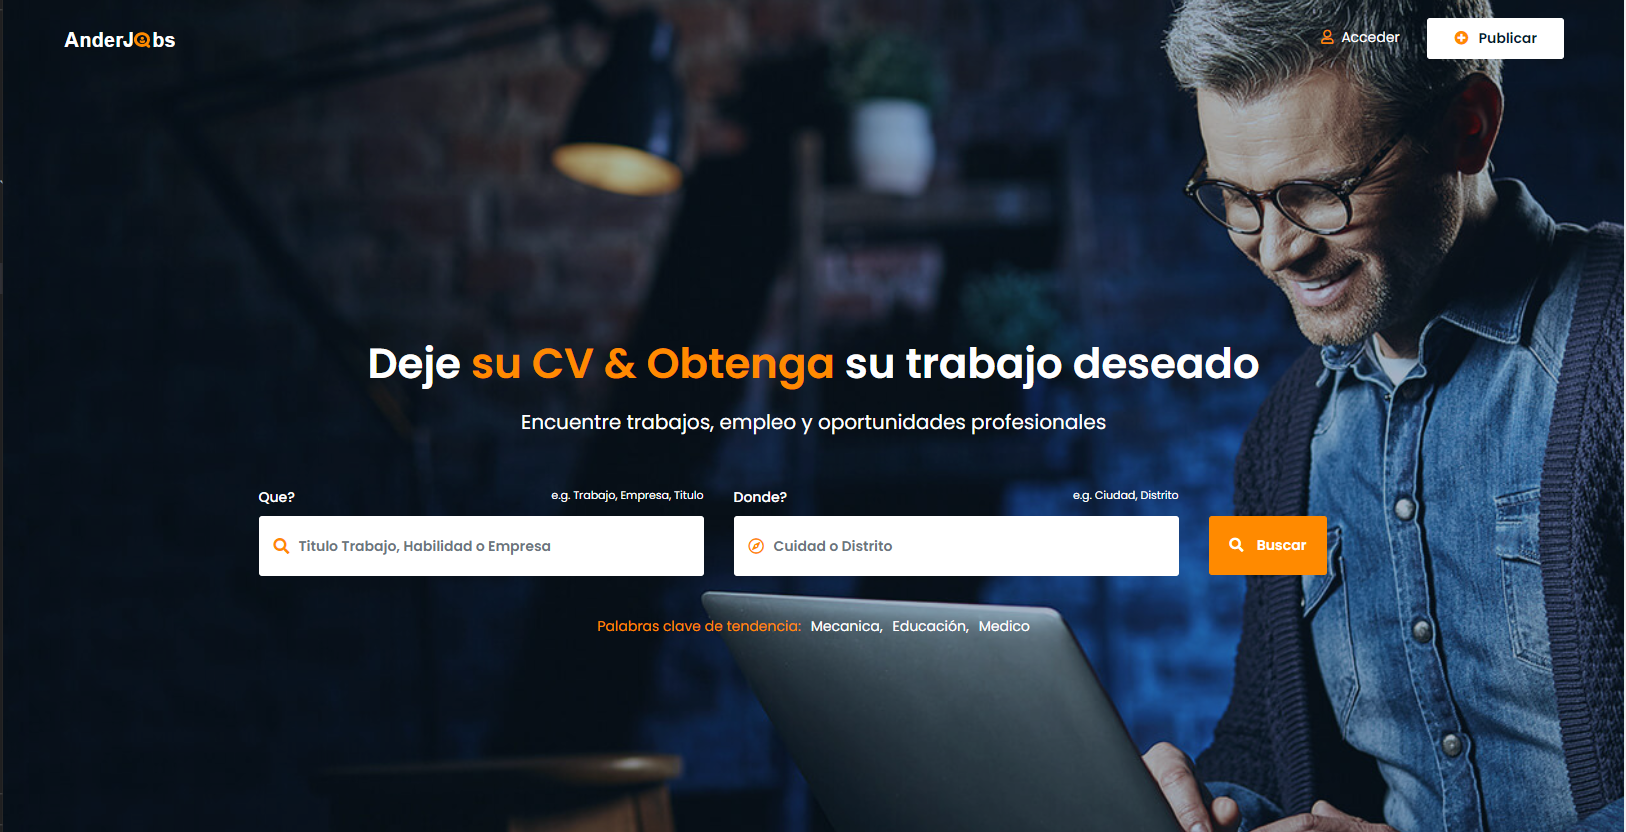 AnderJobs
Acceder
Publicar
Deje su CV & Obtenga su trabajo deseado
Encuentre trabajos, empleo y oportunidades profesionales
Que?
e.g. Trabajo, Empresa, Titulo
Donde?
e.g. Ciudad, Distrito
Titulo Trabajo, Habilidad o Empresa
Cuidad o Distrito
Buscar
Palabras clave de tendencia: Mecanica, Educación, Medico